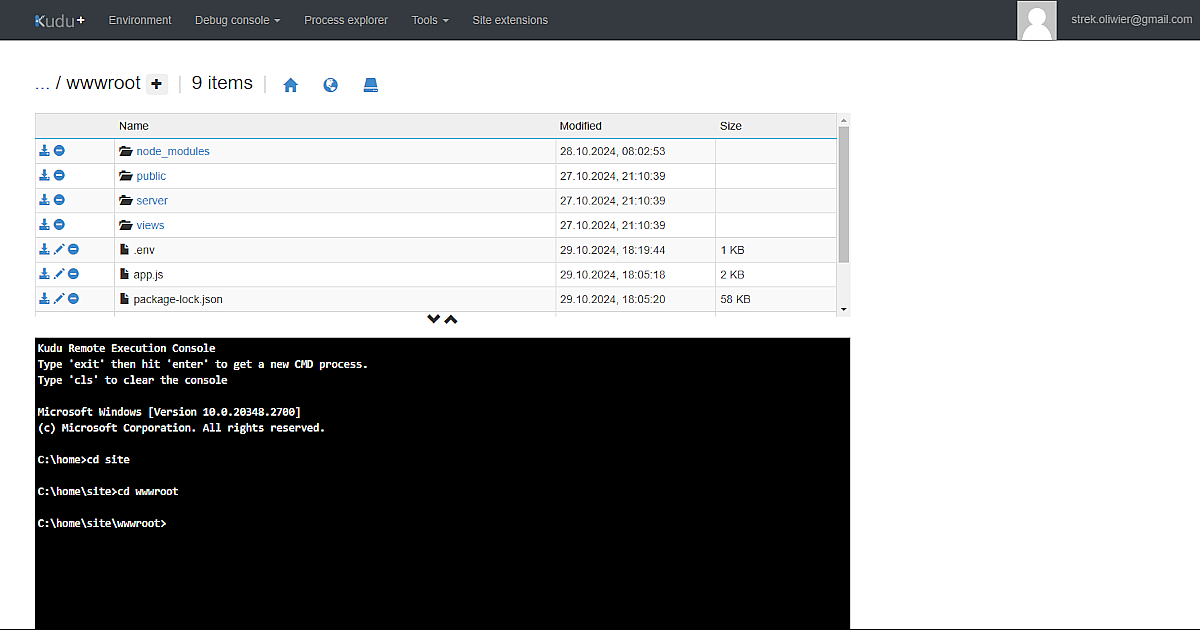 Kudu+ Environment Debug console Process explorer Tools Site extensions strek.oliwier@gmail.com
... / wwwroot + | 9 items |
Name Modified Size
node_modules 28.10.2024, 08:02:53
public 27.10.2024, 21:10:39
server 27.10.2024, 21:10:39
views 27.10.2024, 21:10:39
.env 29.10.2024, 18:19:44 1 KB
app.js 29.10.2024, 18:05:18 2 KB
package-lock.json 29.10.2024, 18:05:20 58 KB
Kudu Remote Execution Console
Type 'exit' then hit 'enter' to get a new CMD process.
Type 'cls' to clear the console
Microsoft Windows [Version 10.0.20348.2700]
(c) Microsoft Corporation. All rights reserved.
C:\home>cd site
C:\home\site>cd wwwroot
C:\home\site\wwwroot>